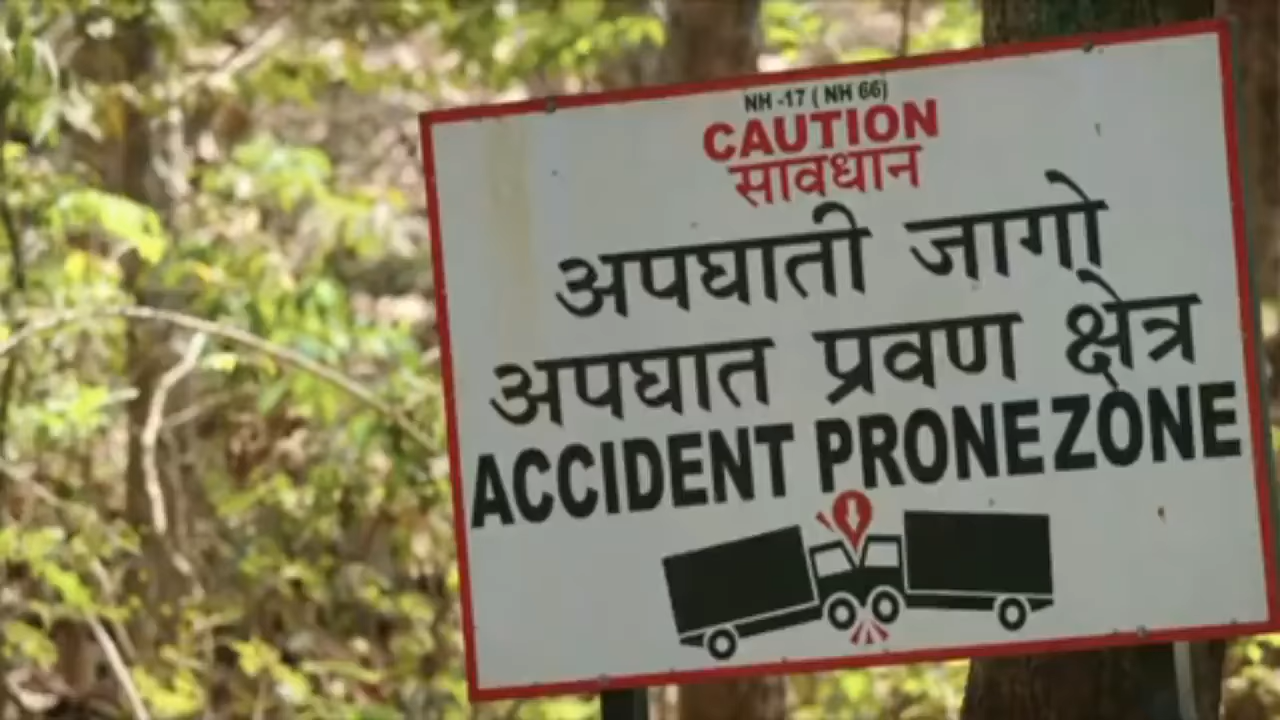 NH -17 ( NH 66)
CAUTION
सावधान
अपघाती जागो
अपघात प्रवण क्षेत्र
ACCIDENT PRONE ZONE